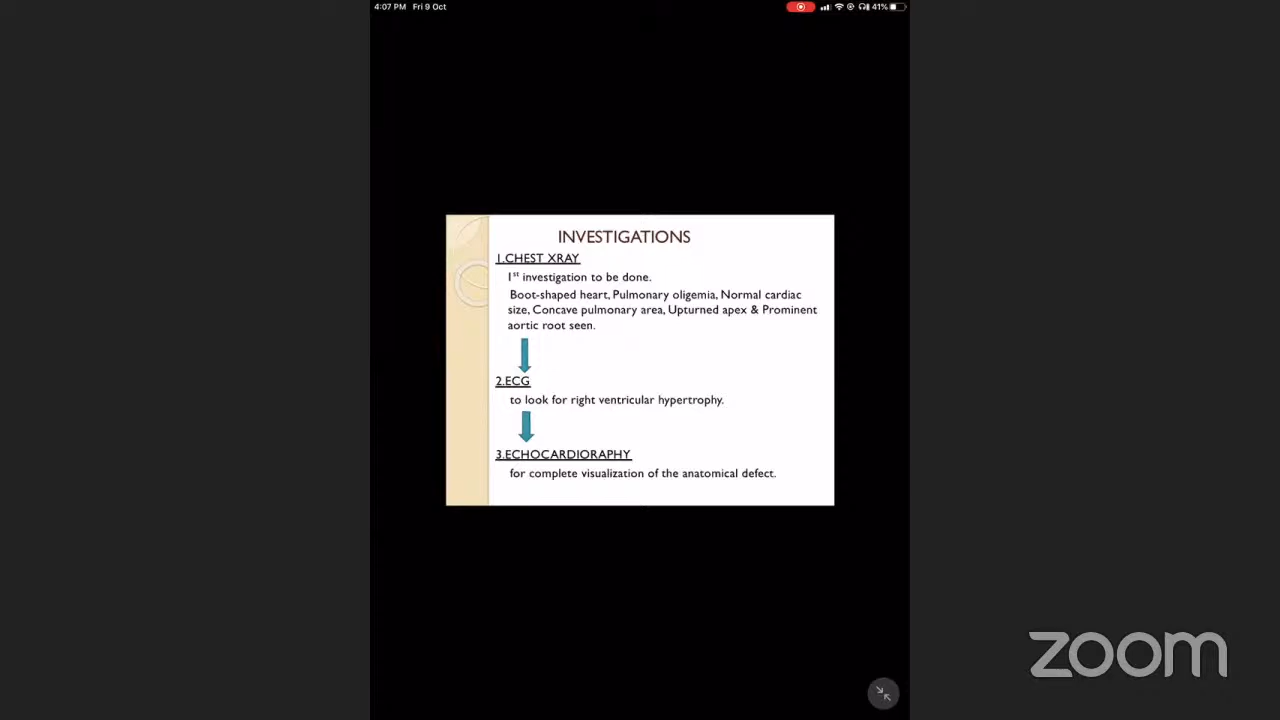 4:07 PM Fri 9 Oct
41%
INVESTIGATIONS
1.CHEST XRAY
1st investigation to be done.
Boot-shaped heart, Pulmonary oligemia, Normal cardiac
size, Concave pulmonary area, Upturned apex & Prominent
aortic root seen.
2.ECG
to look for right ventricular hypertrophy.
3.ECHOCARDIORAPHY
for complete visualization of the anatomical defect.
zoom